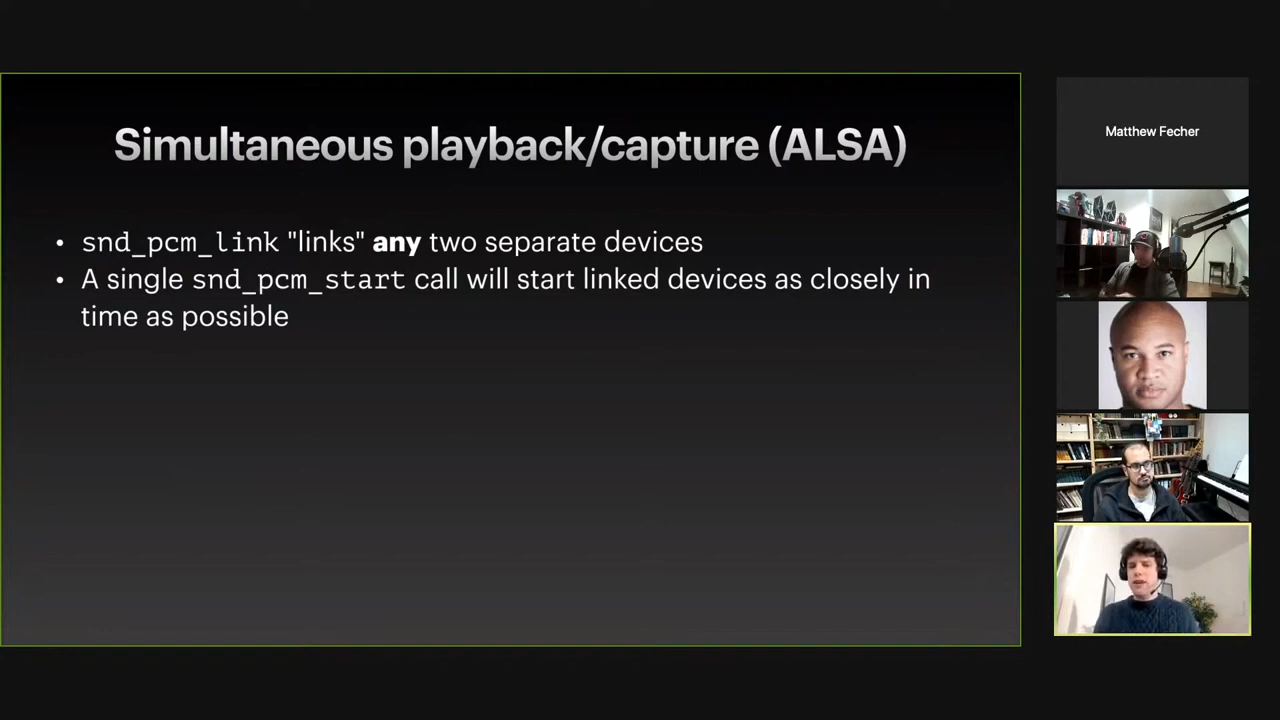 Simultaneous playback/capture (ALSA)
• snd_pcm_link "links" any two separate devices
• A single snd_pcm_start call will start linked devices as closely in
time as possible
Matthew Fecher